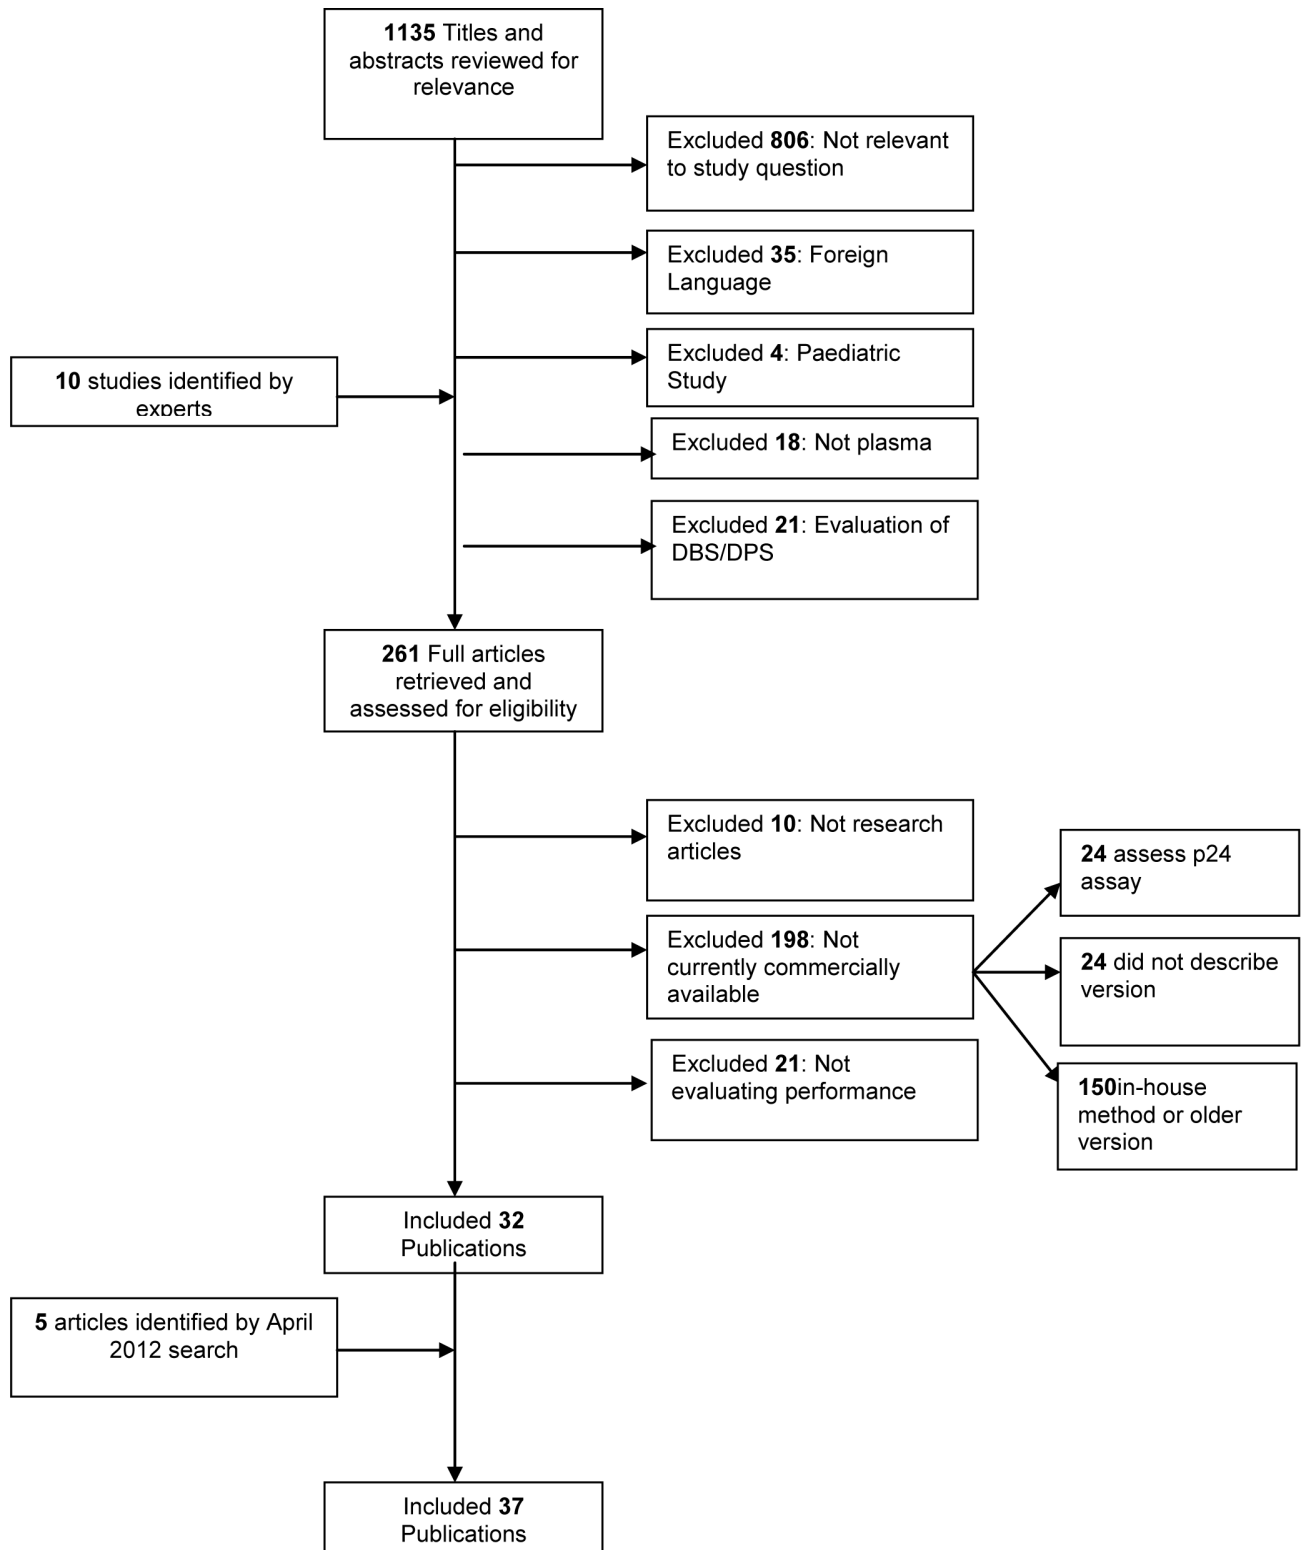 1135 Titles and
abstracts reviewed for
relevance
Excluded 806: Not relevant
to study question
Excluded 35: Foreign
Language
Excluded 4: Paediatric
Study
10 studies identified by
experts
Excluded 18: Not plasma
Excluded 21: Evaluation of
DBS/DPS
261 Full articles
retrieved and
assessed for eligibility
Excluded 10: Not research
articles
24 assess p24
assay
Excluded 198: Not
currently commercially
available
24 did not describe
version
Excluded 21: Not
evaluating performance
150in-house
method or older
version
Included 32
Publications
5 articles identified by April
2012 search
Included 37
Publications